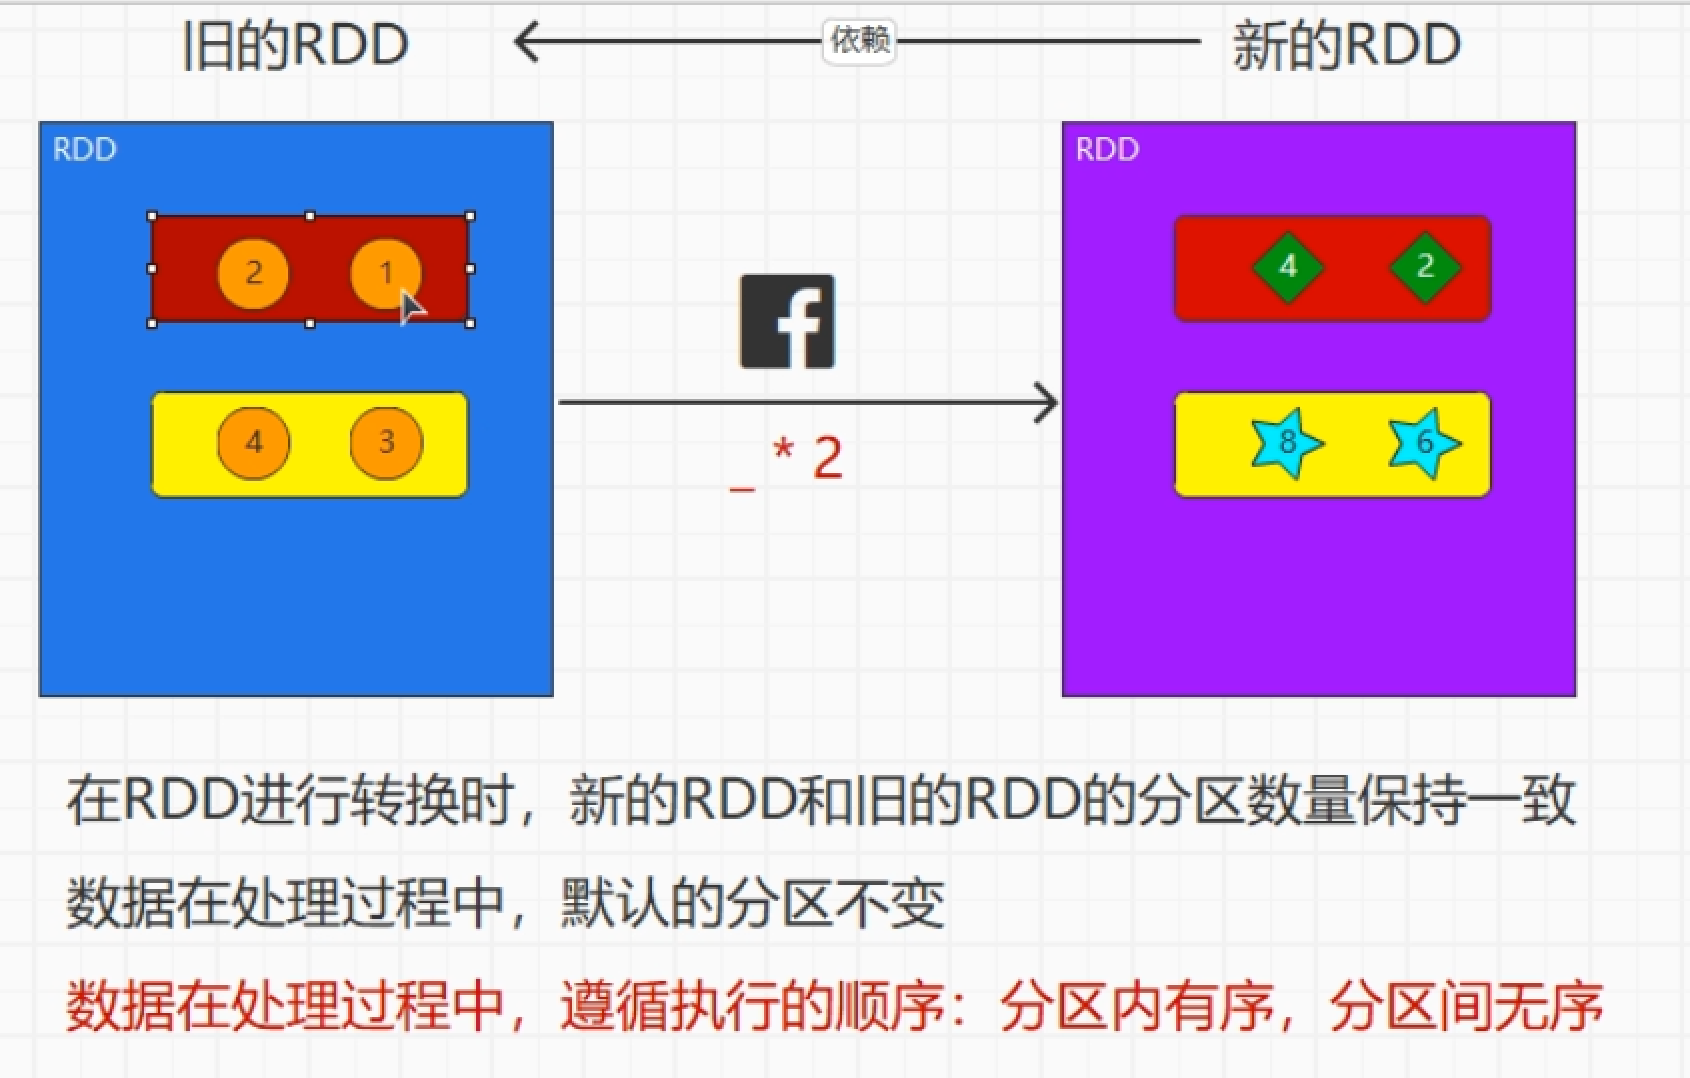 旧的RDD 依赖 新的RDD
RDD RDD
2 1 4 2
f
4 3 8 6
_ * 2
在RDD进行转换时，新的RDD和旧的RDD的分区数量保持一致
数据在处理过程中，默认的分区不变
数据在处理过程中，遵循执行的顺序：分区内有序，分区间无序